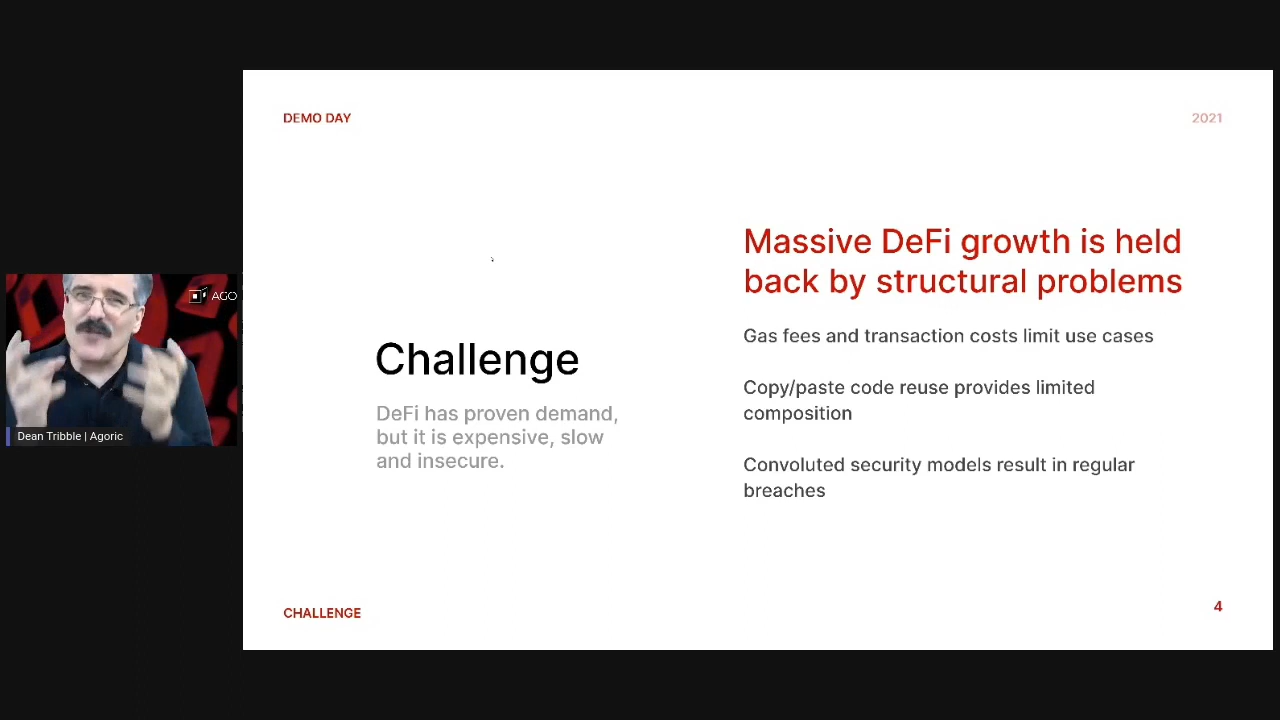 DEMO DAY
2021
Massive DeFi growth is held
back by structural problems
Gas fees and transaction costs limit use cases
Copy/paste code reuse provides limited
composition
Convoluted security models result in regular
breaches
Challenge
DeFi has proven demand,
but it is expensive, slow
and insecure.
AGO
Dean Tribble | Agoric
CHALLENGE
4